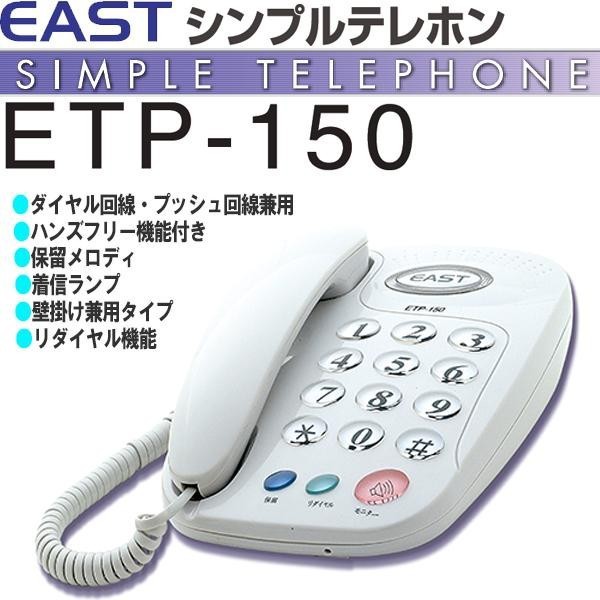 EAST シンプルテレホン
SIMPLE TELEPHONE
ETP-150
●ダイヤル回線・プッシュ回線兼用
●ハンズフリー機能付き
●保留メロディ
●着信ランプ
●壁掛け兼用タイプ
●リダイヤル機能
EAST
ETP-150
1 2 3
4 5 6
7 8 9
* 0 #
保留 リダイヤル モニター